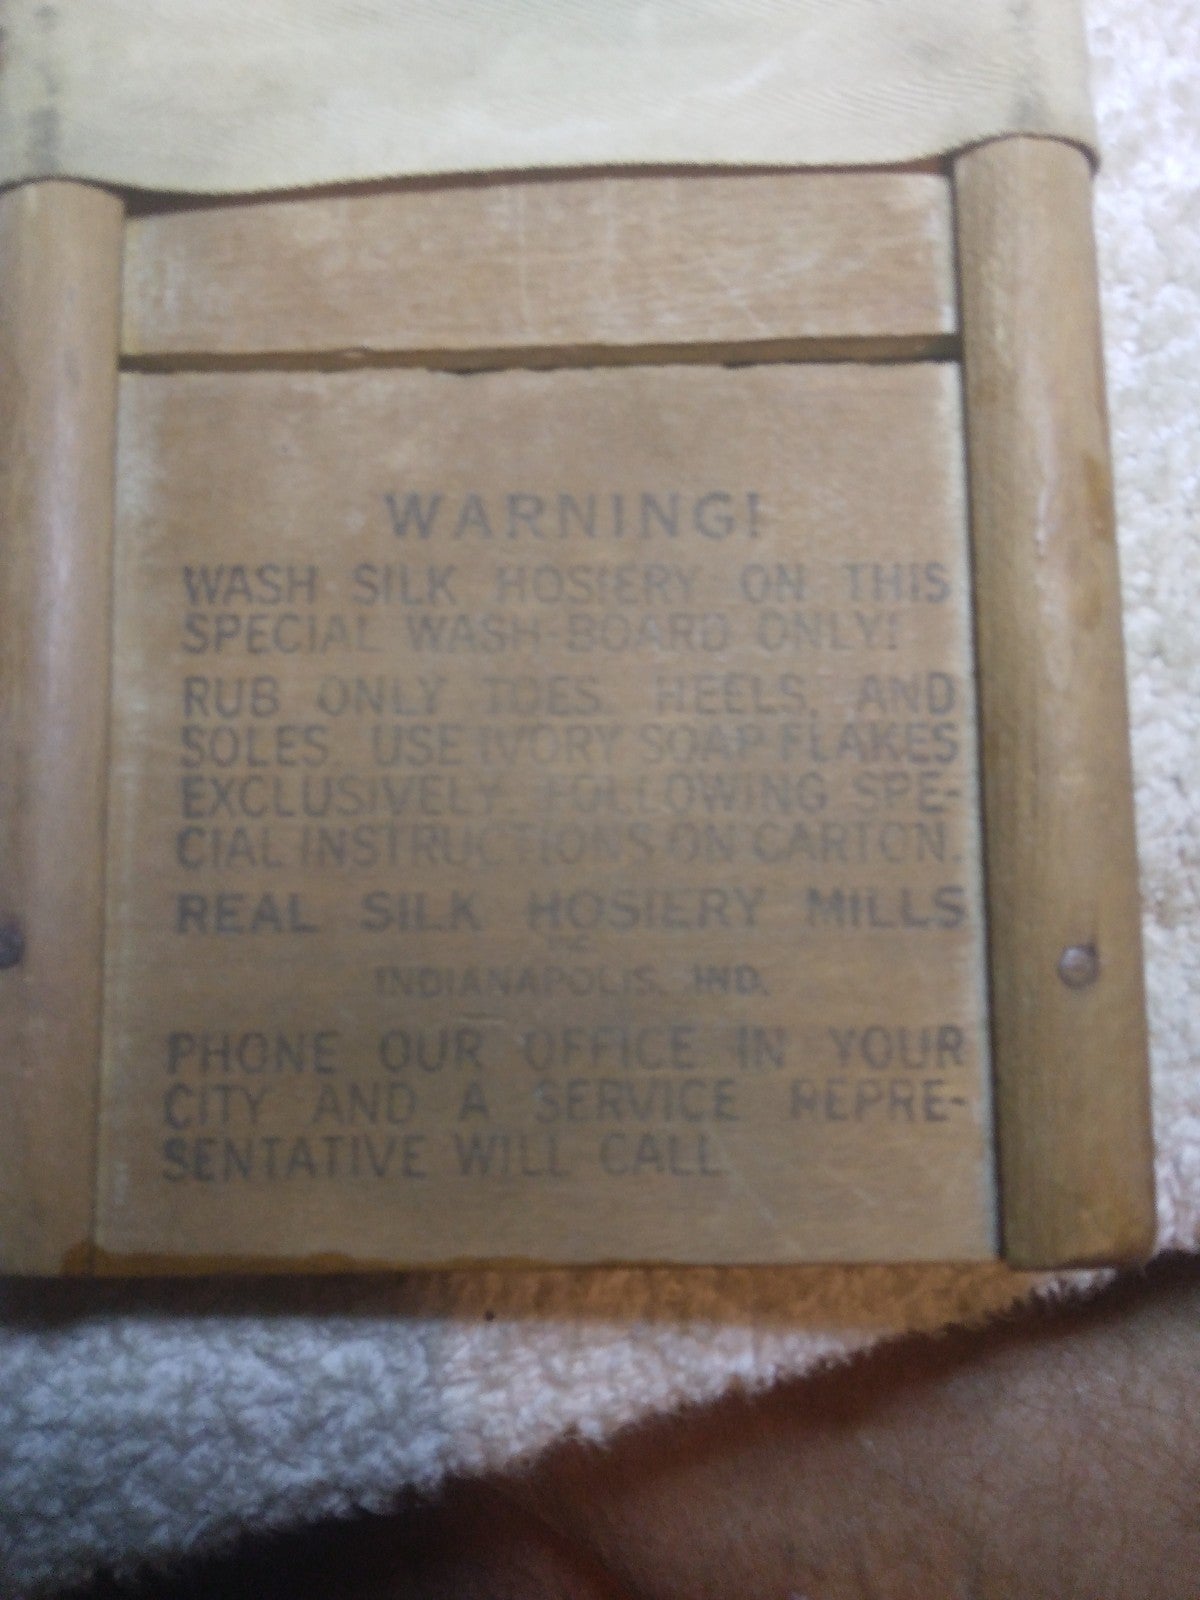 WARNING!
WASH SILK HOSIERY ON THIS
SPECIAL WASH-BOARD ONLY!
RUB ONLY TOES, HEELS, AND
SOLES. USE IVORY SOAP FLAKES
EXCLUSIVELY FOLLOWING SPE-
CIAL INSTRUCTIONS ON CARTON.
REAL SILK HOSIERY MILLS
INC
INDIANAPOLIS, IND.
PHONE OUR OFFICE IN YOUR
CITY AND A SERVICE REPRE-
SENTATIVE WILL CALL